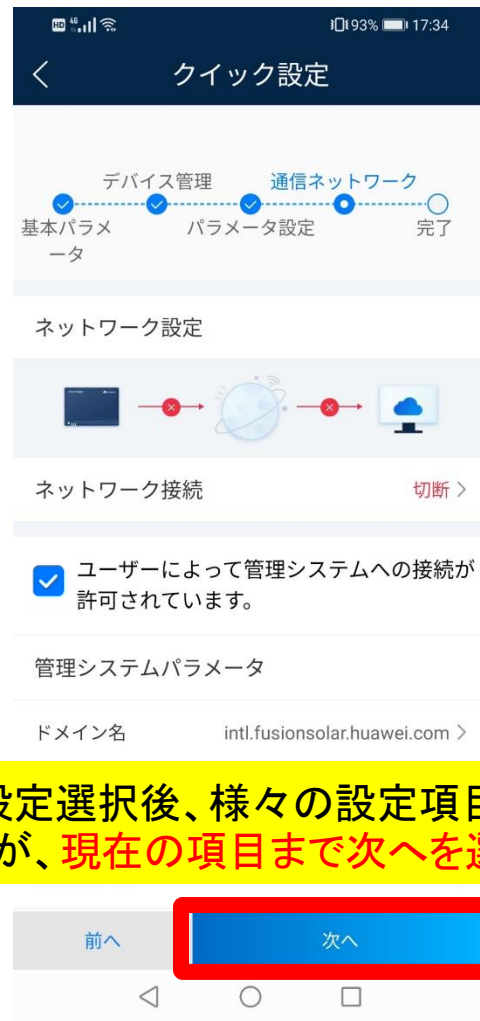 HD 46 93% 17:34
クイック設定
デバイス管理 通信ネットワーク
基本パラメ
ータ
パラメータ設定 完了
ネットワーク設定
ネットワーク接続 切断
ユーザーによって管理システムへの接続が
許可されています。
管理システムパラメータ
ドメイン名 intl.fusionsolar.huawei.com
設定選択後、様々の設定項目
が、現在の項目まで次へを選
前へ 次へ